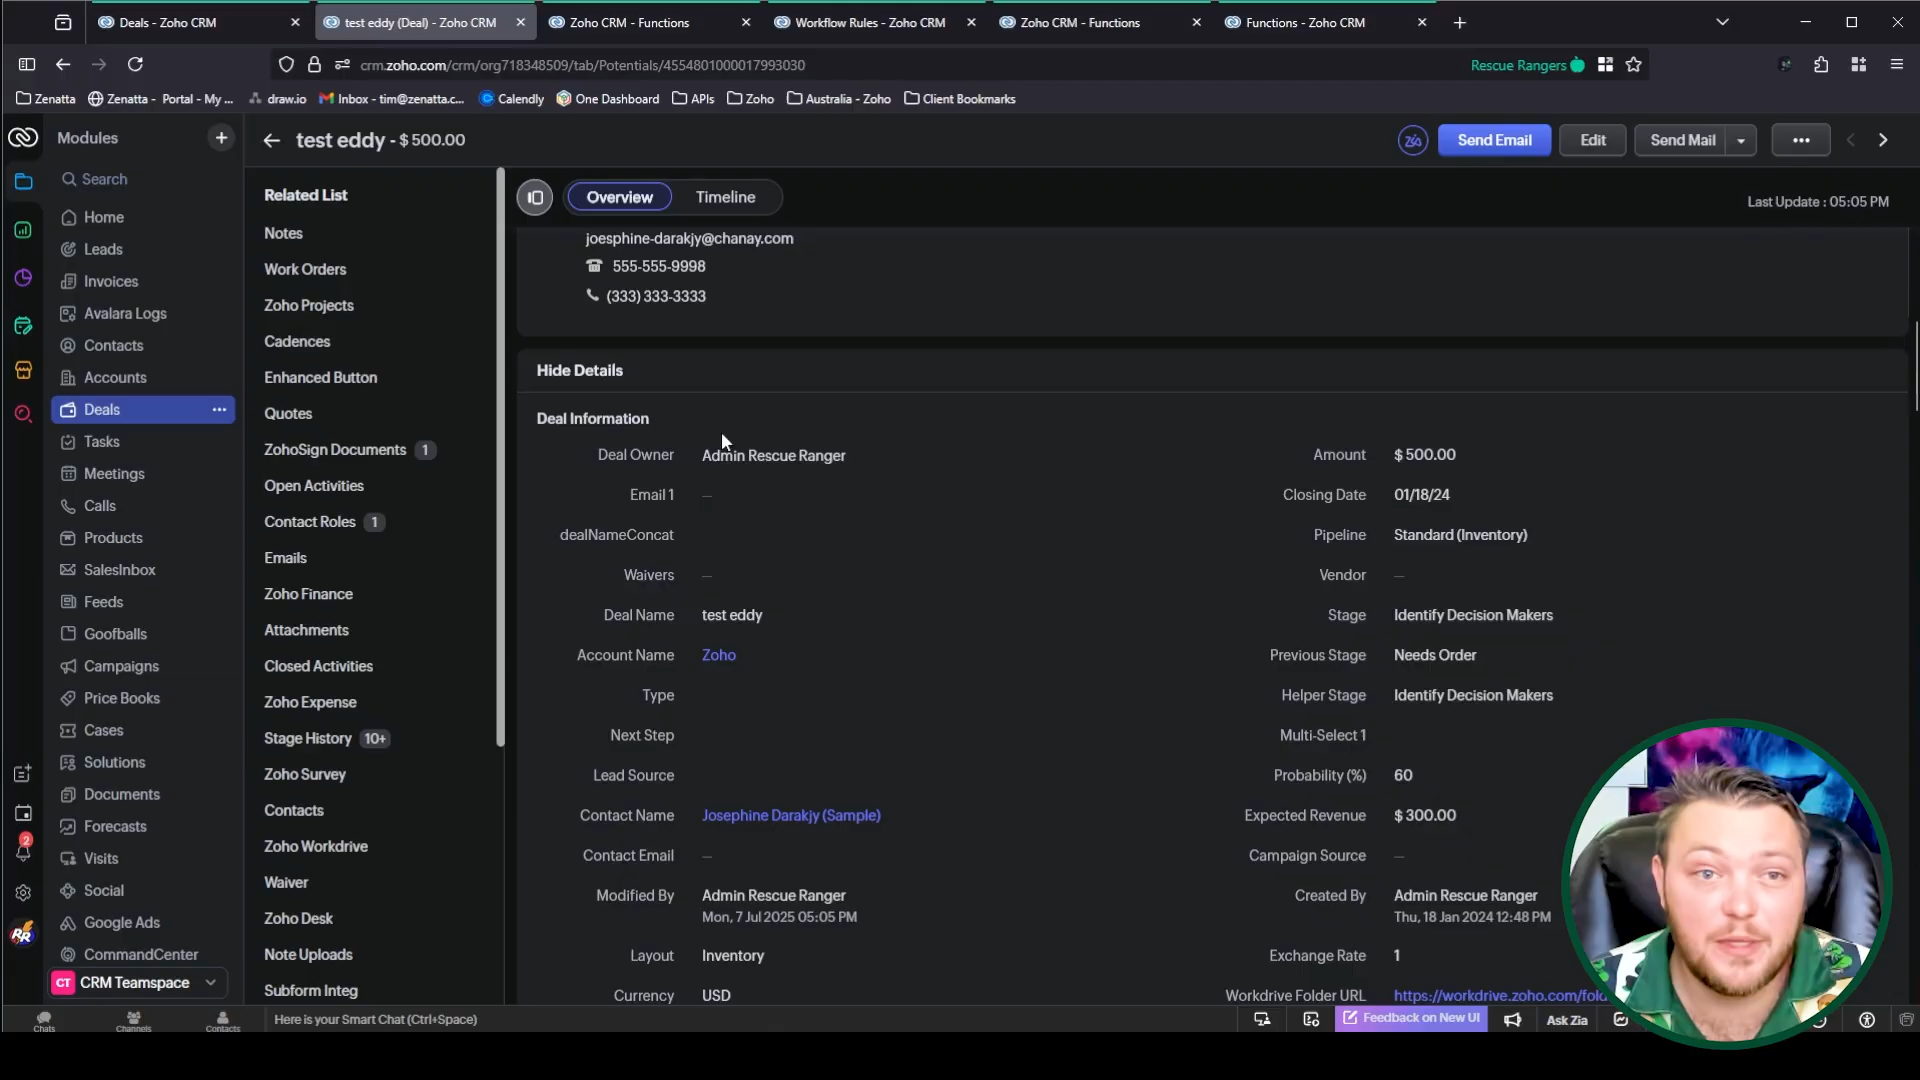 Deals - Zoho CRM
test eddy (Deal) - Zoho CRM
Zoho CRM - Functions
Workflow Rules - Zoho CRM
Zoho CRM - Functions
Functions - Zoho CRM
crm.zoho.com/crm/org718348509/tab/Potentials/4554801000017993030
Rescue Rangers
Zenatta
Zenatta - Portal - My ...
draw.io
Inbox - tim@zenatta.c...
Calendly
One Dashboard
APIs
Zoho
Australia - Zoho
Client Bookmarks
Modules
test eddy - $ 500.00
Send Email
Edit
Send Mail
Search
Home
Leads
Invoices
Avalara Logs
Contacts
Accounts
Deals
Tasks
Meetings
Calls
Products
SalesInbox
Feeds
Goofballs
Campaigns
Price Books
Cases
Solutions
Documents
Forecasts
Visits
Social
Google Ads
CommandCenter
CT CRM Teamspace
2
RR
Related List
Notes
Work Orders
Zoho Projects
Cadences
Enhanced Button
Quotes
ZohoSign Documents 1
Open Activities
Contact Roles 1
Emails
Zoho Finance
Attachments
Closed Activities
Zoho Expense
Stage History 10+
Zoho Survey
Contacts
Zoho Workdrive
Waiver
Zoho Desk
Note Uploads
Subform Integ
Overview
Timeline
Last Update : 05:05 PM
joesphine-darakjy@chanay.com
555-555-9998
(333) 333-3333
Hide Details
Deal Information
Deal Owner Admin Rescue Ranger
Amount $ 500.00
Email 1 —
Closing Date 01/18/24
dealNameConcat
Pipeline Standard (Inventory)
Waivers —
Vendor —
Deal Name test eddy
Stage Identify Decision Makers
Account Name Zoho
Previous Stage Needs Order
Type
Helper Stage Identify Decision Makers
Next Step
Multi-Select 1
Lead Source
Probability (%) 60
Contact Name Josephine Darakjy (Sample)
Expected Revenue $ 300.00
Contact Email —
Campaign Source —
Modified By Admin Rescue Ranger
Mon, 7 Jul 2025 05:05 PM
Created By Admin Rescue Ranger
Thu, 18 Jan 2024 12:48 PM
Layout Inventory
Exchange Rate 1
Currency USD
Workdrive Folder URL https://workdrive.zoho.com/fold
Chats
Channels
Contacts
Here is your Smart Chat (Ctrl+Space)
Feedback on New UI
Ask Zia